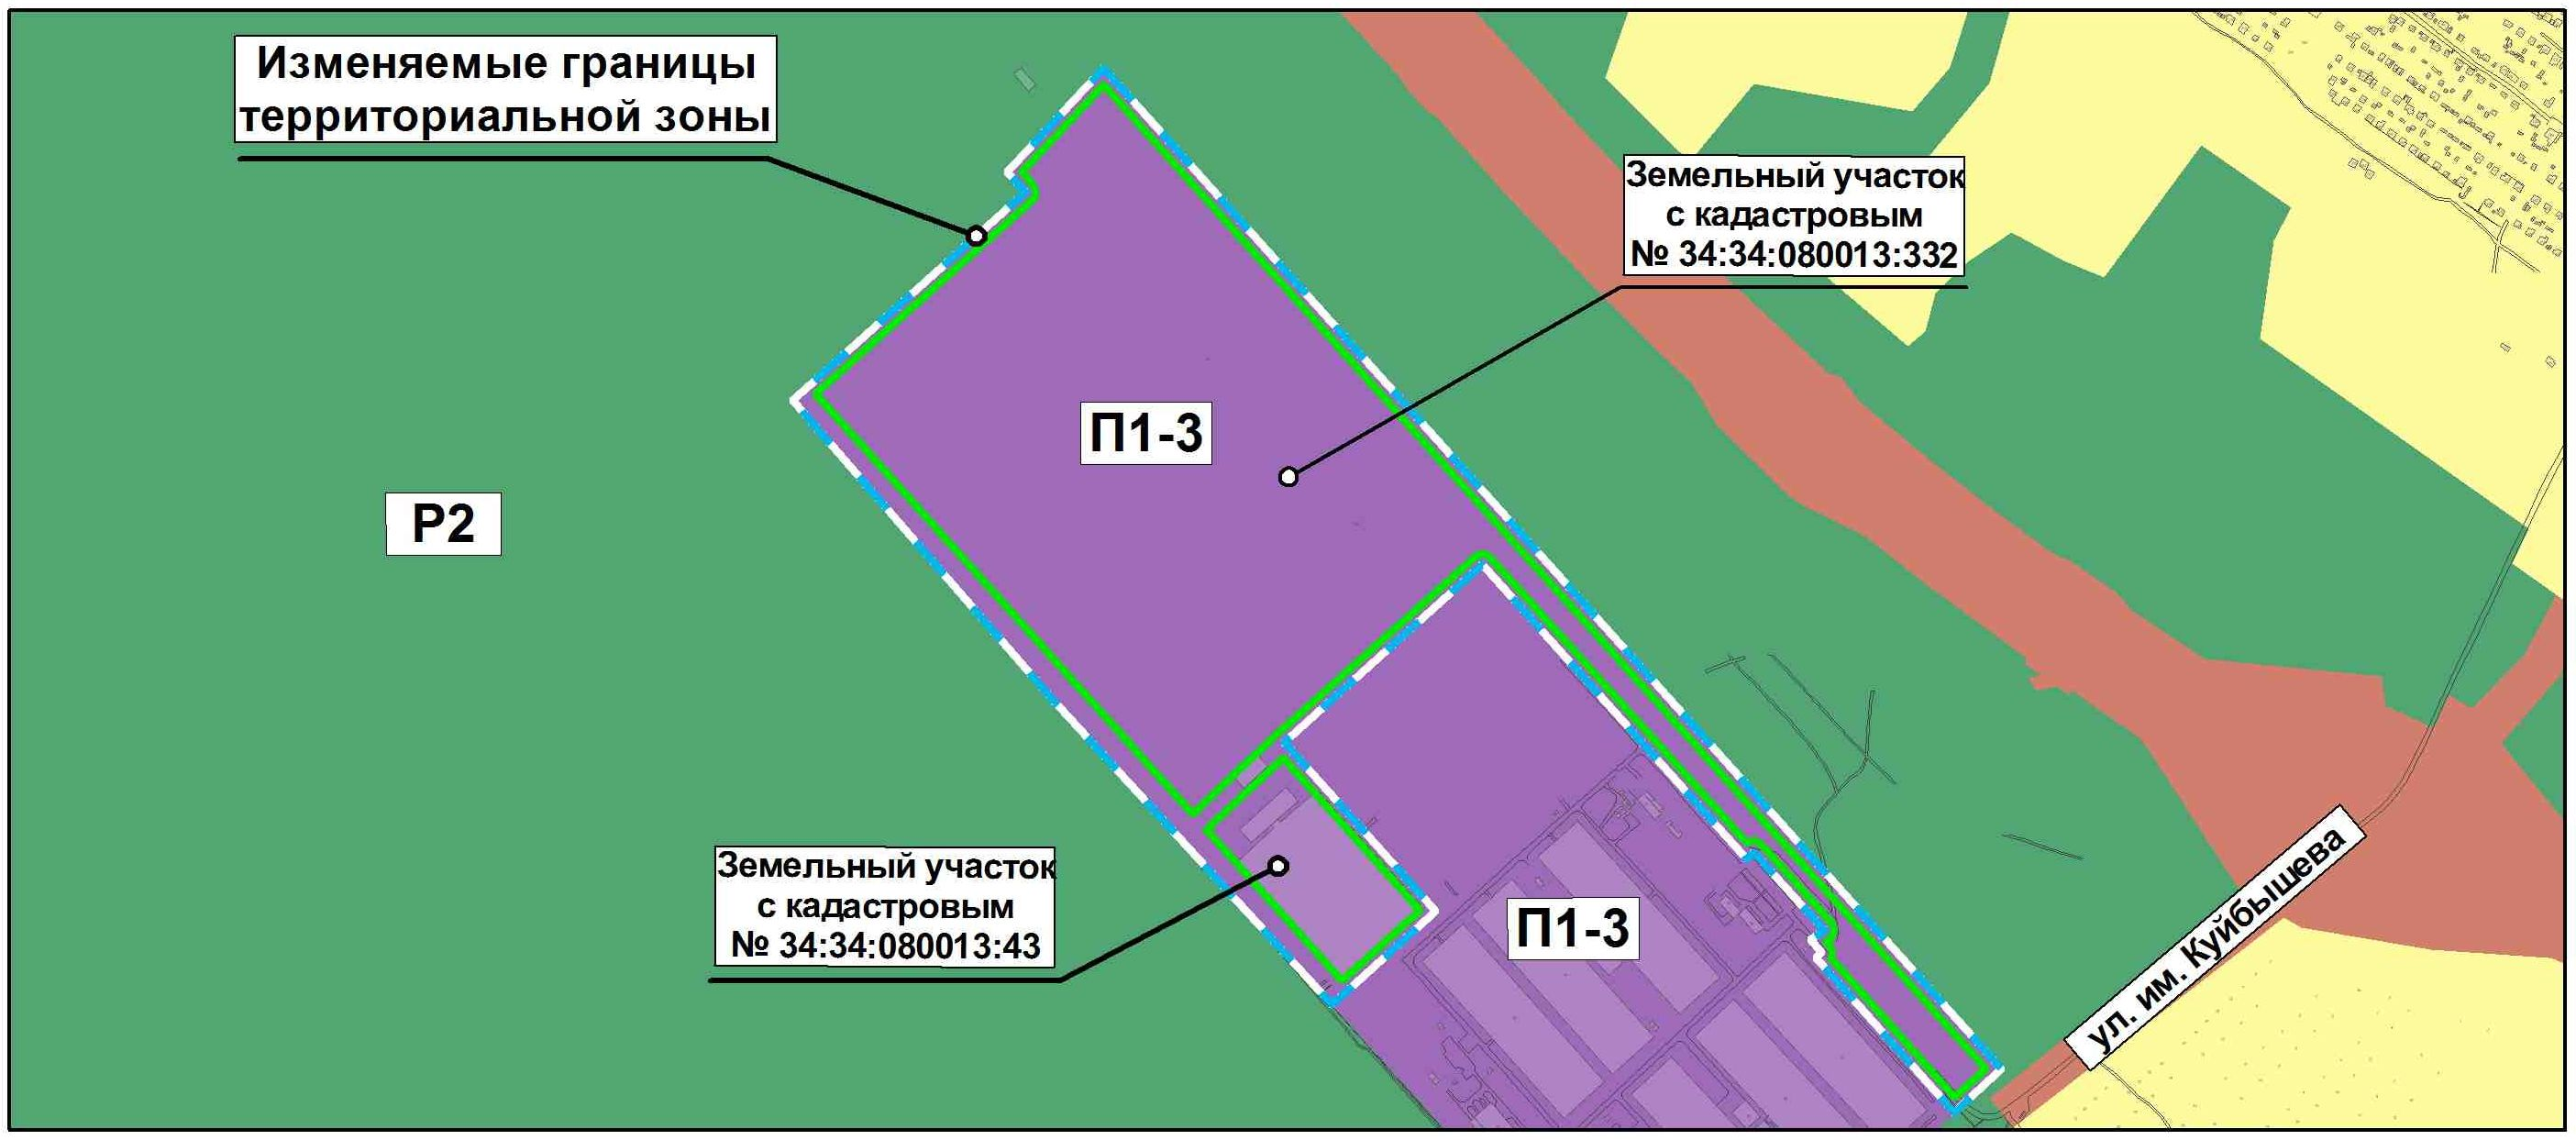 Изменяемые границы
территориальной зоны
Земельный участок
с кадастровым
№ 34:34:080013:332
П1-3
Р2
Земельный участок
с кадастровым
№ 34:34:080013:43
П1-3
ул. им. Куйбышева